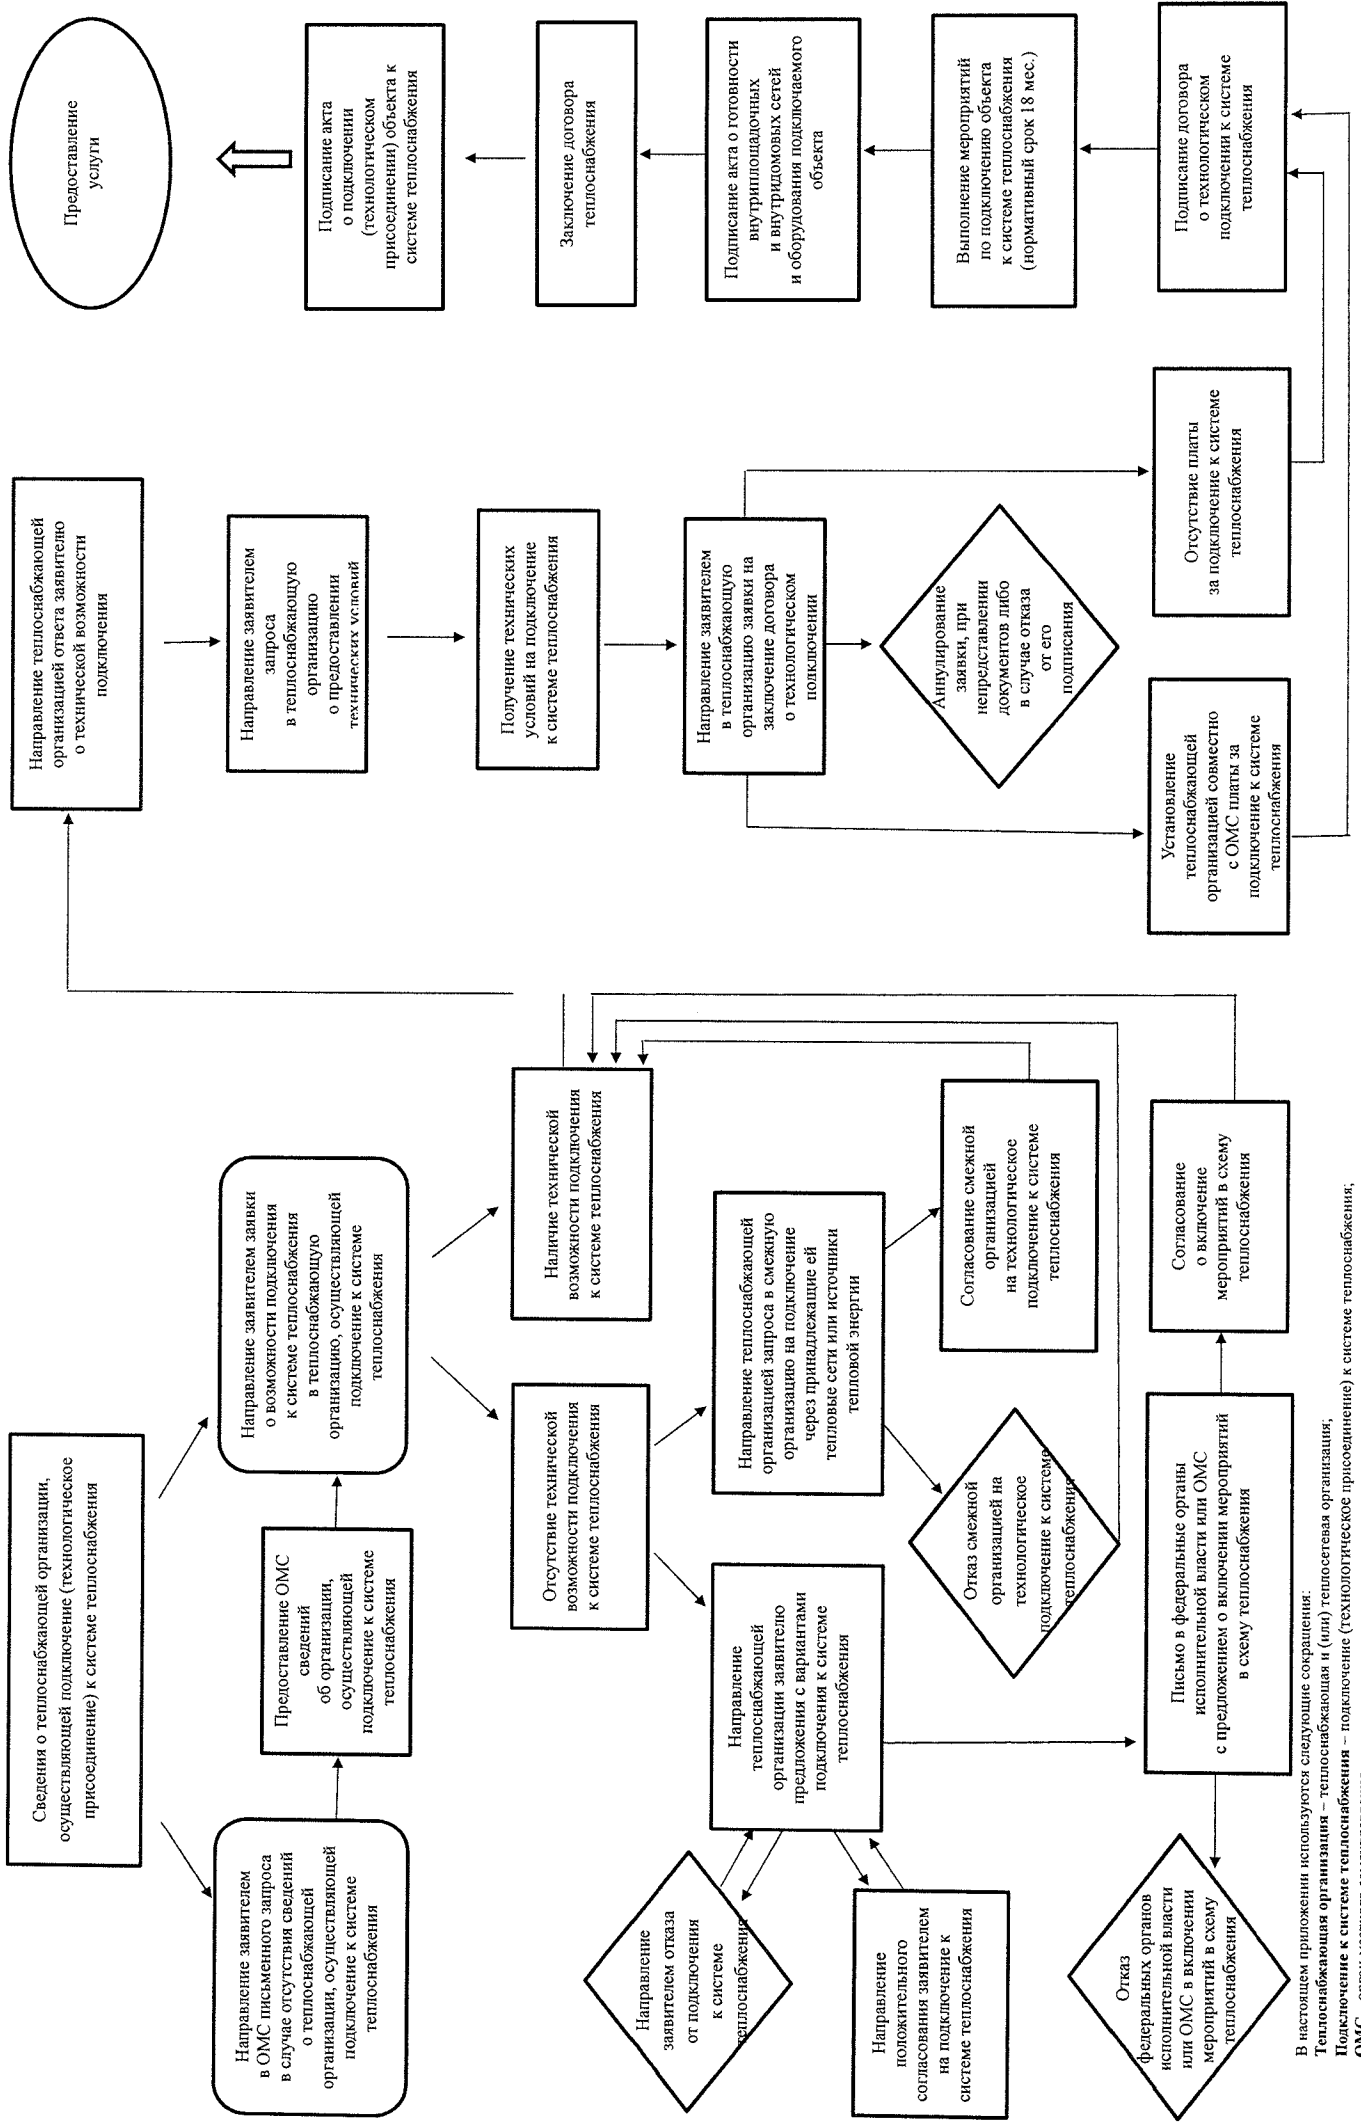 Сведения о теплоснабжающей организации,
осуществляющей подключение (технологическое
присоединение) к системе теплоснабжения
Направление заявителем
в ОМС письменного запроса
в случае отсутствия сведений
о теплоснабжающей
организации, осуществляющей
подключение к системе
теплоснабжения
Предоставление ОМС
сведений
об организации,
осуществляющей
подключение к системе
теплоснабжения
Направление заявителем заявки
о возможности подключения
к системе теплоснабжения
в теплоснабжающую
организацию, осуществляющей
подключение к системе
теплоснабжения
Отсутствие технической
возможности подключения
к системе теплоснабжения
Наличие технической
возможности подключения
к системе теплоснабжения
Направление
заявителем отказа
от подключения
к системе
теплоснабжения
Направление
теплоснабжающей
организации заявителю
предложения с вариантами
подключения к системе
теплоснабжения
Направление теплоснабжающей
организацией запроса в смежную
организацию на подключение
через принадлежащие ей
тепловые сети или источники
тепловой энергии
Направление
положительного
согласования заявителем
на подключение к
системе теплоснабжения
Отказ смежной
организацией на
технологическое
подключение к системе
теплоснабжения
Согласование смежной
организацией
на технологическое
подключение к системе
теплоснабжения
Отказ
федеральных органов
исполнительной власти
или ОМС в включении
мероприятий в схему
теплоснабжения
Письмо в федеральные органы
исполнительной власти или ОМС
с предложением о включении мероприятий
в схему теплоснабжения
Согласование
о включение
мероприятий в схему
теплоснабжения
Направление теплоснабжающей
организацией ответа заявителю
о технической возможности
подключения
Направление заявителем
запроса
в теплоснабжающую
организацию
о предоставлении
технических условий
Получение технических
условий на подключение
к системе теплоснабжения
Направление заявителем
в теплоснабжающую
организацию заявки на
заключение договора
о технологическом
подключении
Аннулирование
заявки, при
непредставлении
документов либо
в случае отказа
от его
подписания
Установление
теплоснабжающей
организацией совместно
с ОМС платы за
подключение к системе
теплоснабжения
Отсутствие платы
за подключение к системе
теплоснабжения
Предоставление
услуги
Подписание акта
о подключении
(технологическом
присоединении) объекта к
системе теплоснабжения
Заключение договора
теплоснабжения
Подписание акта о готовности
внутриплощадочных
и внутридомовых сетей
и оборудования подключаемого
объекта
Выполнение мероприятий
по подключению объекта
к системе теплоснабжения
(нормативный срок 18 мес.)
Подписание договора
о технологическом
подключении к системе
теплоснабжения
В настоящем приложении используются следующие сокращения:
Теплоснабжающая организация – теплоснабжающая и (или) теплосетевая организация;
Подключение к системе теплоснабжения – подключение (технологическое присоединение) к системе теплоснабжения;
ОМС